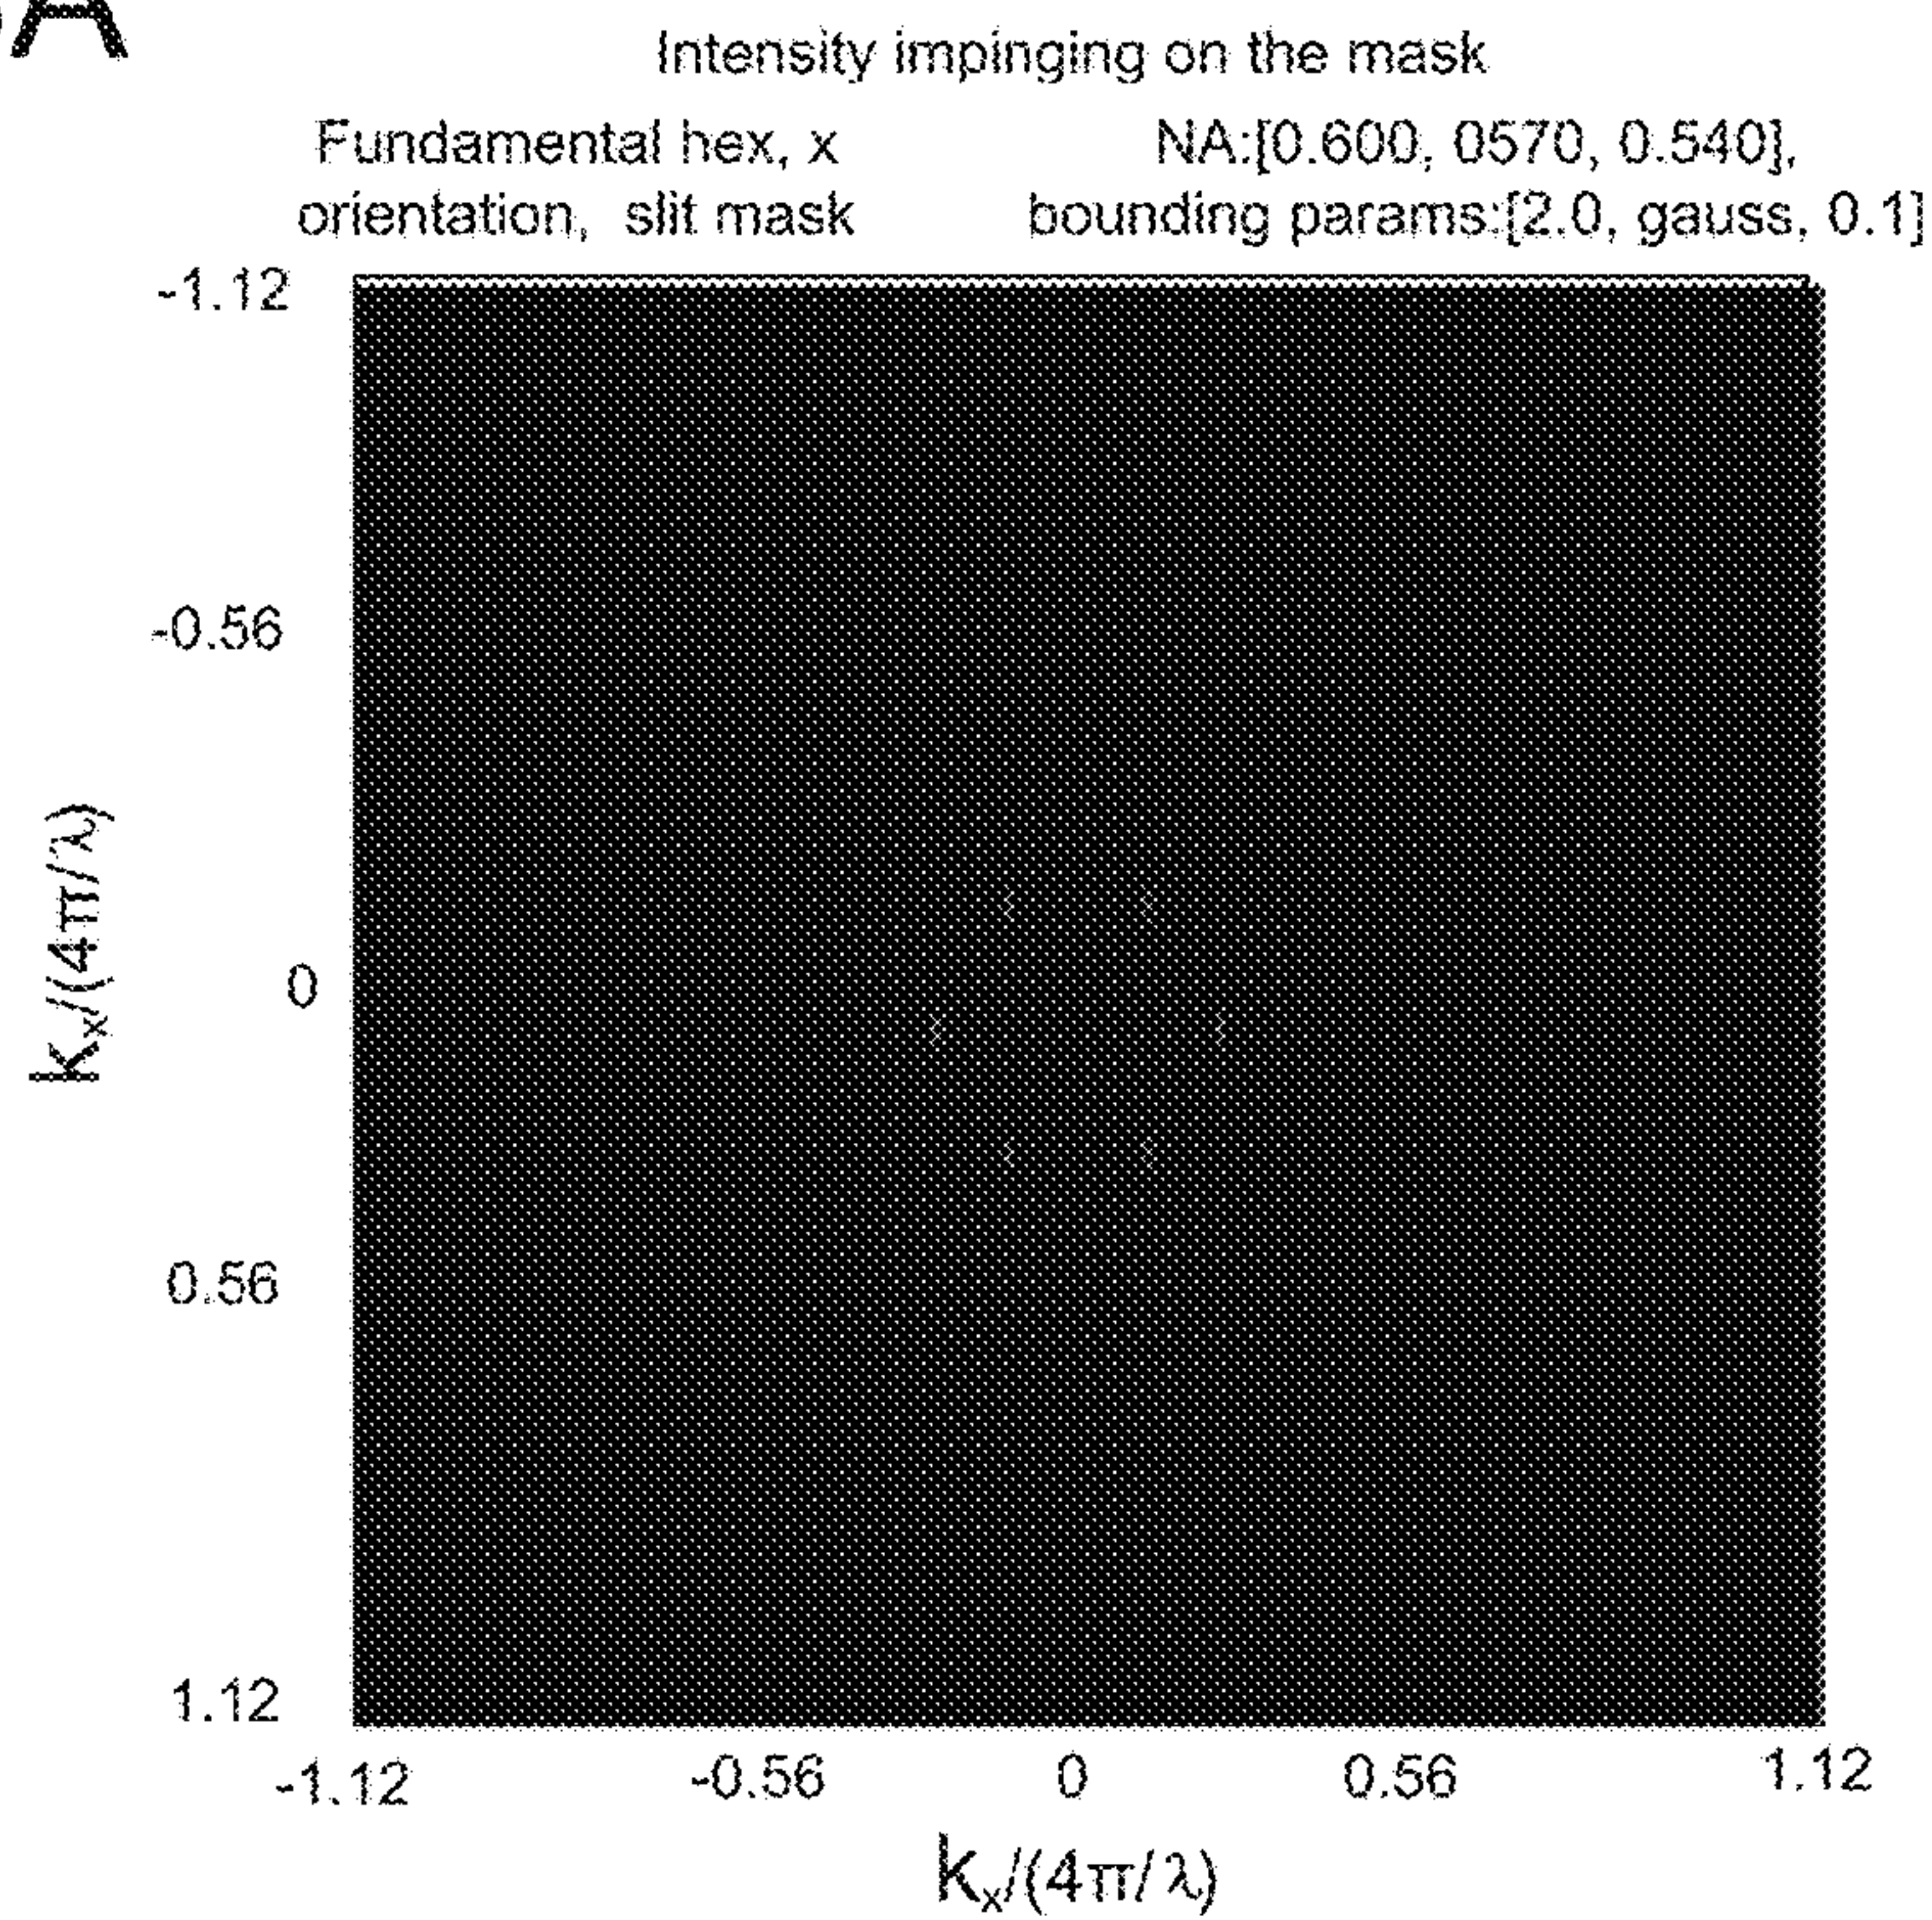 A
Intensity impinging on the mask
Fundamental hex, x
orientation, slit mask
NA:[0.600, 0570, 0.540],
bounding params:[2.0, gauss, 0.1]
-1.12
-0.56
0
0.56
1.12
kx/(4π/λ)
-1.12 -0.56 0 0.56 1.12
kx/(4π/λ)